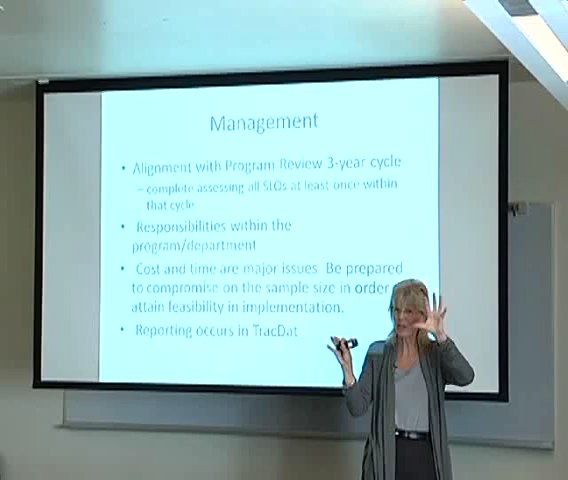 Management
• Alignment with Program Review 3-year cycle
– complete assessing all SLOs at least once within
that cycle
• Responsibilities within the
program/department
• Cost and time are major issues. Be prepared
to compromise on the sample size in order
attain feasibility in implementation.
• Reporting occurs in TracDat